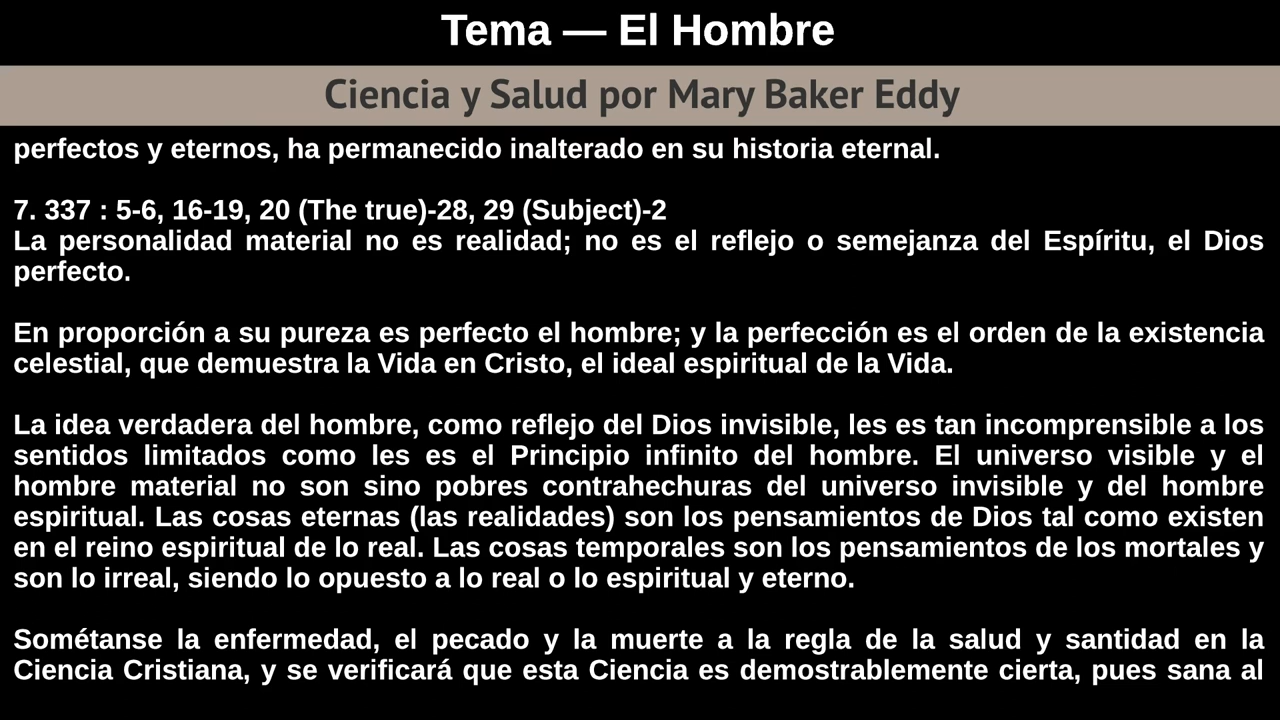 Tema — El Hombre
Ciencia y Salud por Mary Baker Eddy
perfectos y eternos, ha permanecido inalterado en su historia eternal.
7. 337 : 5-6, 16-19, 20 (The true)-28, 29 (Subject)-2
La personalidad material no es realidad; no es el reflejo o semejanza del Espíritu, el Dios
perfecto.
En proporción a su pureza es perfecto el hombre; y la perfección es el orden de la existencia
celestial, que demuestra la Vida en Cristo, el ideal espiritual de la Vida.
La idea verdadera del hombre, como reflejo del Dios invisible, les es tan incomprensible a los
sentidos limitados como les es el Principio infinito del hombre. El universo visible y el
hombre material no son sino pobres contrahechuras del universo invisible y del hombre
espiritual. Las cosas eternas (las realidades) son los pensamientos de Dios tal como existen
en el reino espiritual de lo real. Las cosas temporales son los pensamientos de los mortales y
son lo irreal, siendo lo opuesto a lo real o lo espiritual y eterno.
Sométanse la enfermedad, el pecado y la muerte a la regla de la salud y santidad en la
Ciencia Cristiana, y se verificará que esta Ciencia es demostrablemente cierta, pues sana al